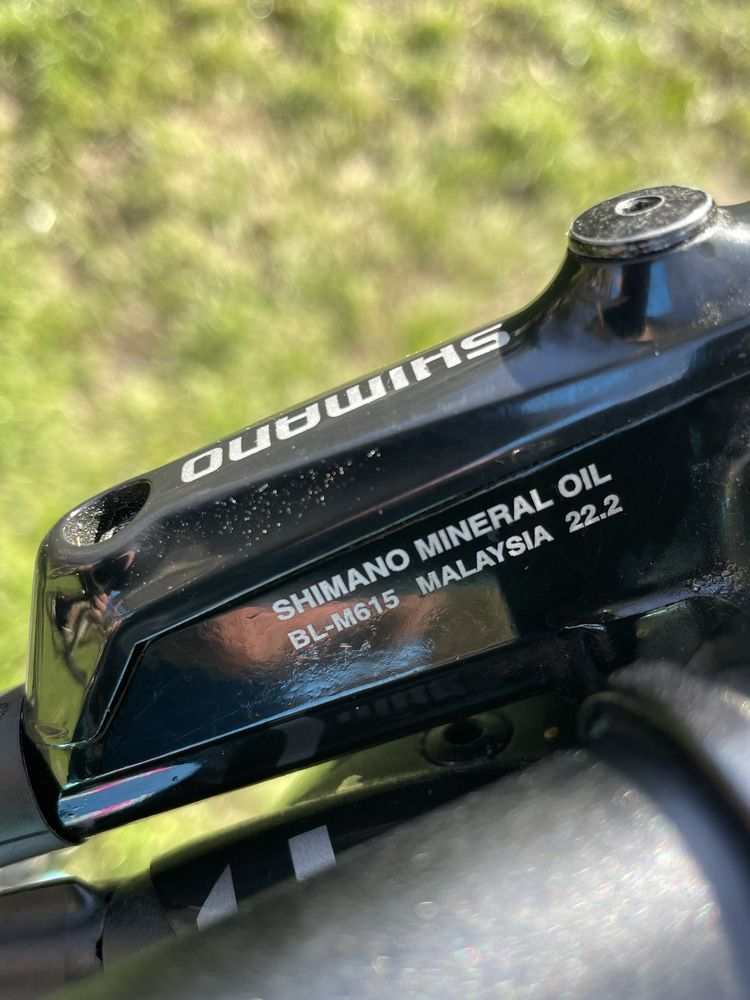 SHIMANO
SHIMANO MINERAL OIL
BL-M615 MALAYSIA 22.2